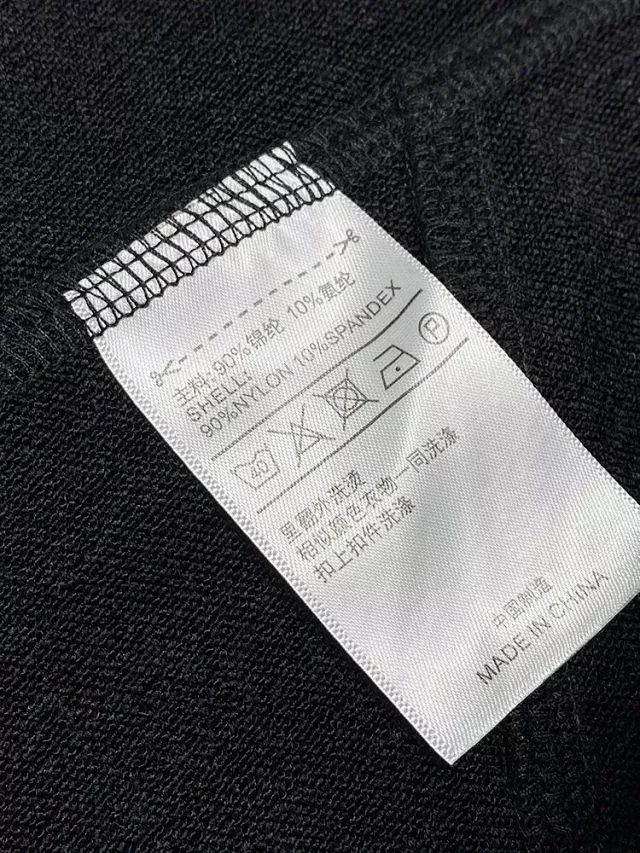 主料:90%锦纶 10%氨纶
SHELL:
90%NYLON 10%SPANDEX
40 P
里翻外洗烫
相似颜色衣物一同洗涤
扣上扣件洗涤
中国制造
MADE IN CHINA